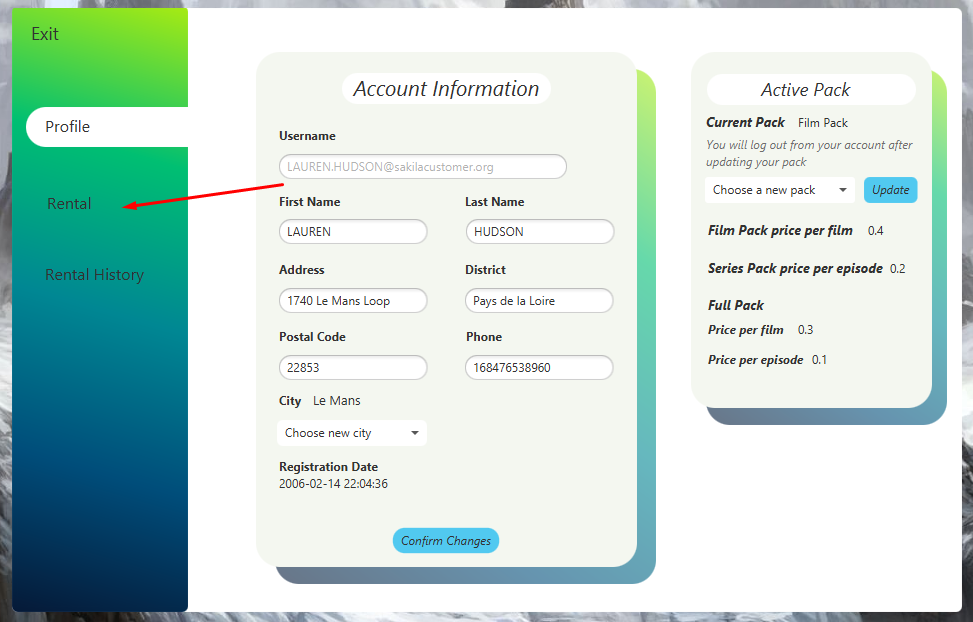 Exit
Profile
Rental
Rental History
Account Information
Username
LAUREN.HUDSON@sakilacustomer.org
First Name Last Name
LAUREN HUDSON
Address District
1740 Le Mans Loop Pays de la Loire
Postal Code Phone
22853 168476538960
City Le Mans
Choose new city
Registration Date
2006-02-14 22:04:36
Confirm Changes
Active Pack
Current Pack Film Pack
You will log out from your account after
updating your pack
Choose a new pack Update
Film Pack price per film 0.4
Series Pack price per episode 0.2
Full Pack
Price per film 0.3
Price per episode 0.1